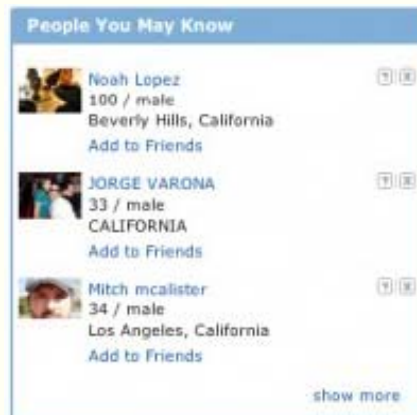 People You May Know
Noah Lopez
100 / male
Beverly Hills, California
Add to Friends
JORGE VARONA
33 / male
CALIFORNIA
Add to Friends
Mitch mcalister
34 / male
Los Angeles, California
Add to Friends
show more